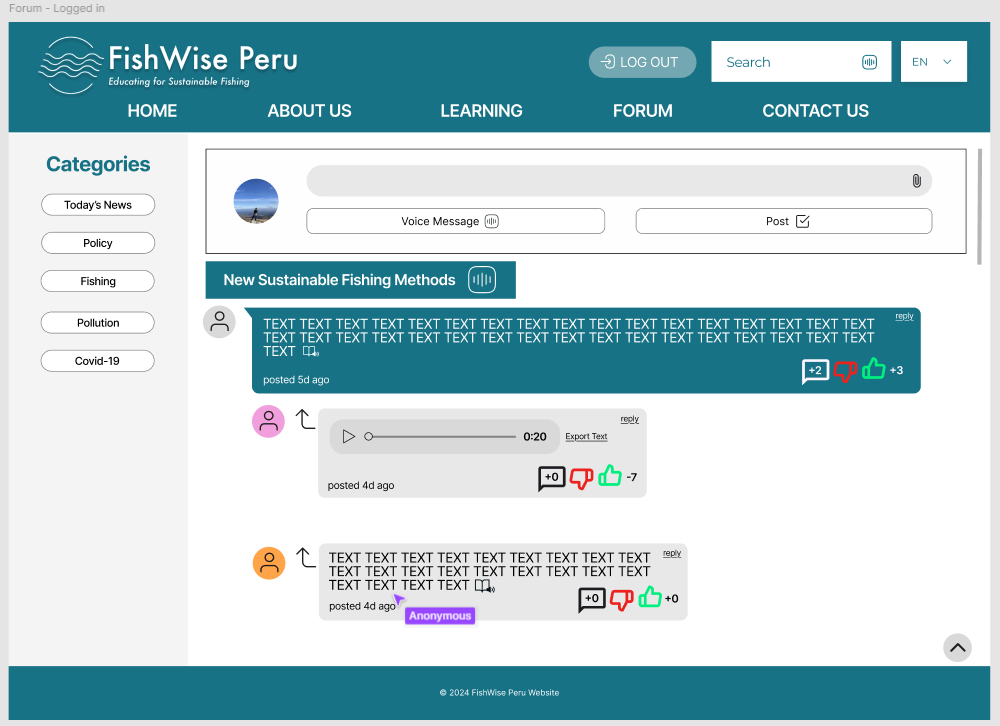 Forum - Logged in
FishWise Peru
Educating for Sustainable Fishing
LOG OUT
Search
EN
HOME ABOUT US LEARNING FORUM CONTACT US
Categories
Today's News
Policy
Fishing
Pollution
Covid-19
Voice Message
Post
New Sustainable Fishing Methods
reply
TEXT TEXT TEXT TEXT TEXT TEXT TEXT TEXT TEXT TEXT TEXT TEXT TEXT TEXT TEXT TEXT TEXT
TEXT TEXT TEXT TEXT TEXT TEXT TEXT TEXT TEXT TEXT TEXT TEXT TEXT TEXT TEXT TEXT TEXT
TEXT
posted 5d ago
+2 +3
reply
0:20
Export Text
posted 4d ago
+0 -7
reply
TEXT TEXT TEXT TEXT TEXT TEXT TEXT TEXT TEXT
TEXT TEXT TEXT TEXT TEXT TEXT TEXT TEXT TEXT
TEXT TEXT TEXT TEXT
posted 4d ago
+0 +0
Anonymous
© 2024 FishWise Peru Website